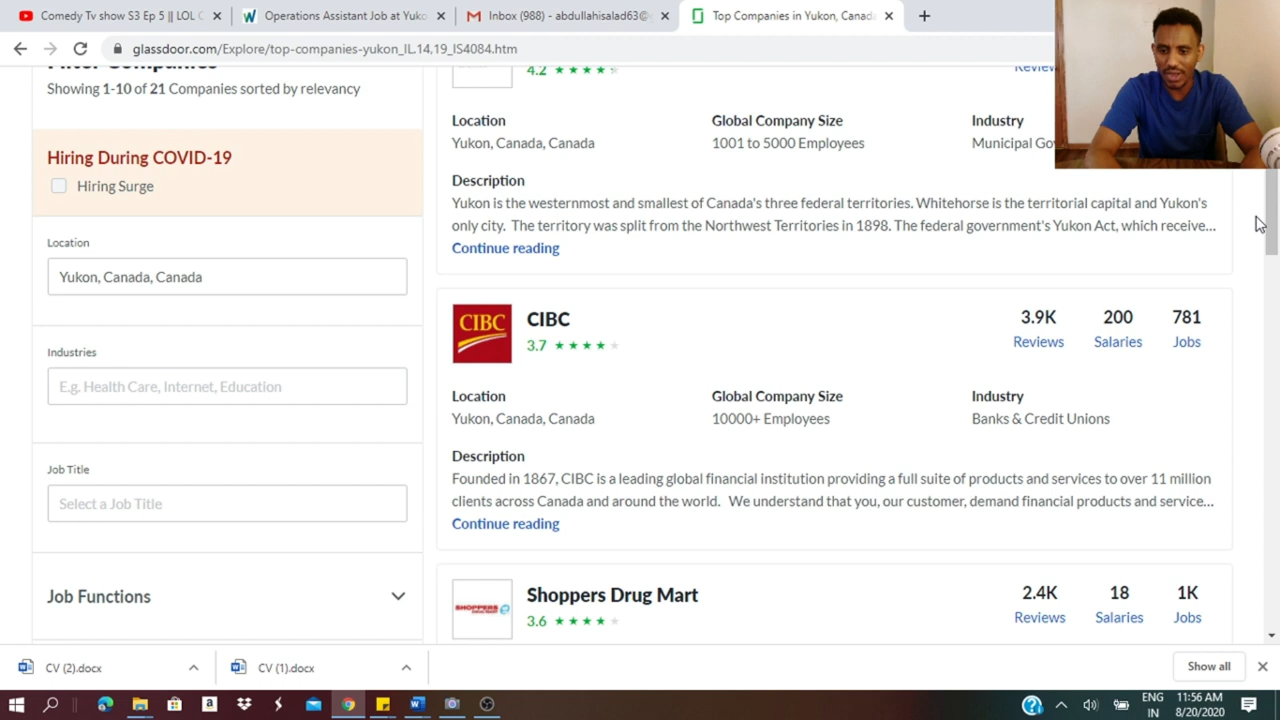 Comedy Tv show S3 Ep 5 || LOL C
Operations Assistant Job at Yuko
Inbox (988) - abdullahisalad63@
Top Companies in Yukon, Canad
glassdoor.com/Explore/top-companies-yukon_IL.14,19_IS4084.htm
Filter Companies
Showing 1-10 of 21 Companies sorted by relevancy
Hiring During COVID-19
Hiring Surge
Location
Yukon, Canada, Canada
Industries
E.g. Health Care, Internet, Education
Job Title
Select a Job Title
Job Functions
4.2 ★★★★★
Review
Location
Global Company Size
Industry
Yukon, Canada, Canada
1001 to 5000 Employees
Municipal Gov
Description
Yukon is the westernmost and smallest of Canada's three federal territories. Whitehorse is the territorial capital and Yukon's
only city. The territory was split from the Northwest Territories in 1898. The federal government's Yukon Act, which receive...
Continue reading
CIBC
CIBC
3.7 ★★★★★
3.9K
200
781
Reviews
Salaries
Jobs
Location
Global Company Size
Industry
Yukon, Canada, Canada
10000+ Employees
Banks & Credit Unions
Description
Founded in 1867, CIBC is a leading global financial institution providing a full suite of products and services to over 11 million
clients across Canada and around the world. We understand that you, our customer, demand financial products and service...
Continue reading
SHOPPERS
DRUG MART
Shoppers Drug Mart
3.6 ★★★★★
2.4K
18
1K
Reviews
Salaries
Jobs
CV (2).docx
CV (1).docx
Show all
ENG
IN
11:56 AM
8/20/2020